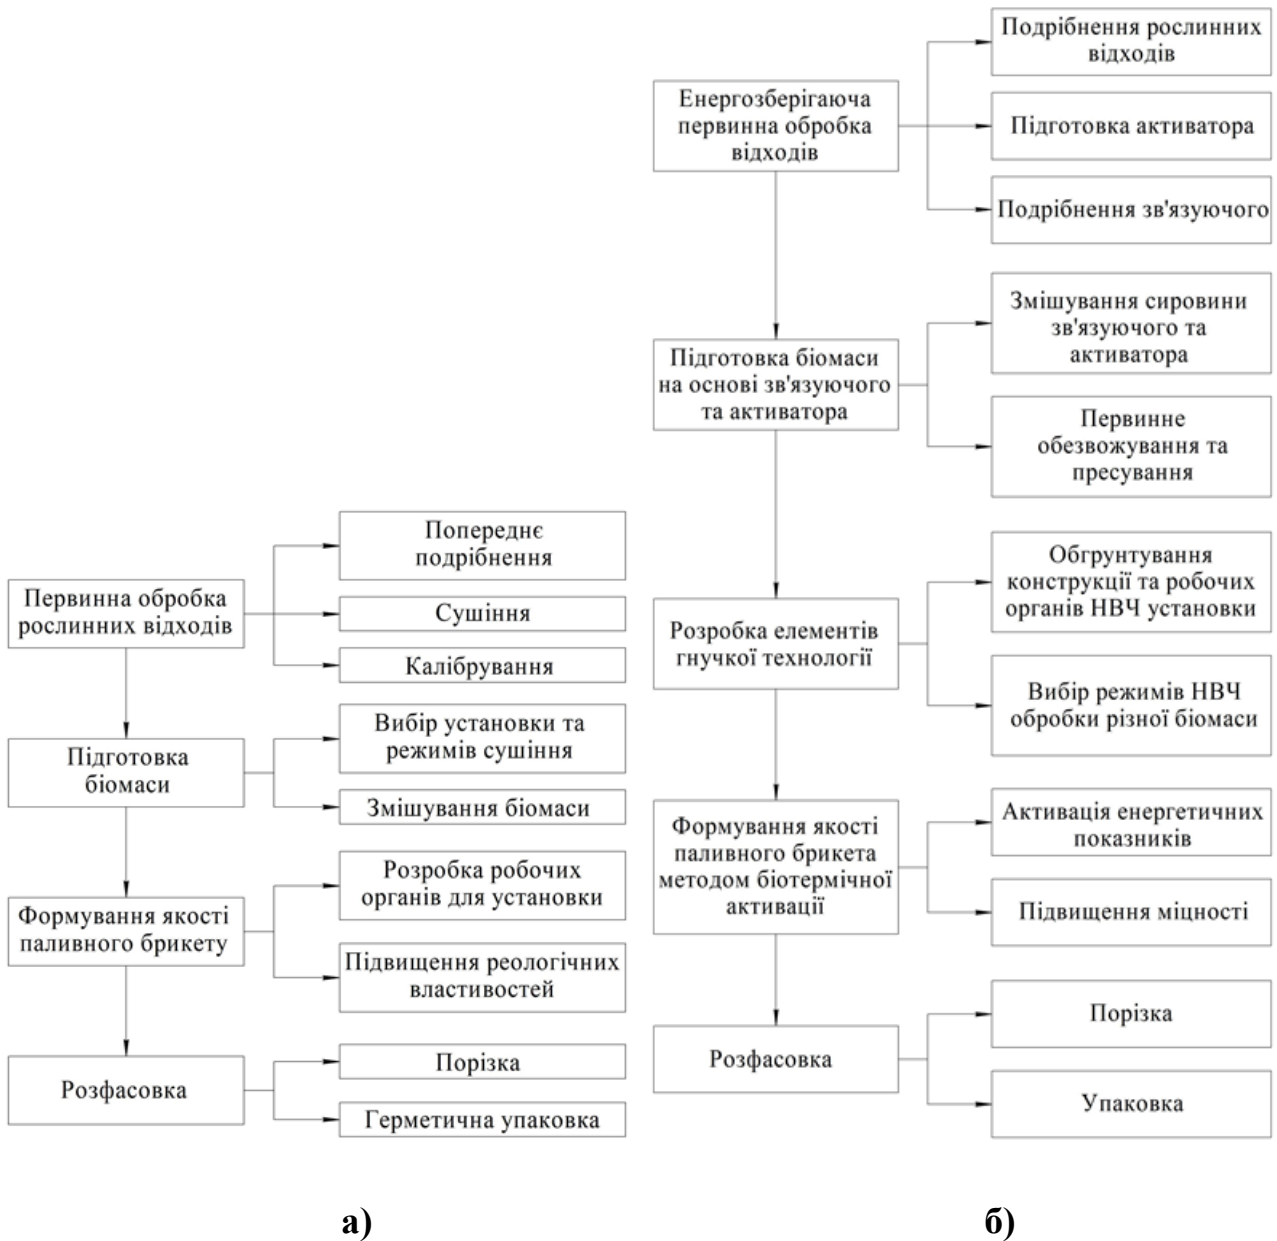 Первинна обробка
рослинних відходів
Попереднє
подрібнення
Сушіння
Калібрування
Підготовка
біомаси
Вибір установки та
режимів сушіння
Змішування біомаси
Формування якості
паливного брикету
Розробка робочих
органів для установки
Підвищення реологічних
властивостей
Розфасовка
Порізка
Герметична упаковка
а)
Енергозберігаюча
первинна обробка
відходів
Подрібнення рослинних
відходів
Підготовка активатора
Подрібнення зв'язуючого
Підготовка біомаси
на основі зв'язуючого
та активатора
Змішування сировини
зв'язуючого та
активатора
Первинне
обезвожування та
пресування
Розробка елементів
гнучкої технології
Обгрунтування
конструкції та робочих
органів НВЧ установки
Вибір режимів НВЧ
обробки різної біомаси
Формування якості
паливного брикета
методом біотермічної
активації
Активація енергетичних
показників
Підвищення міцності
Розфасовка
Порізка
Упаковка
б)